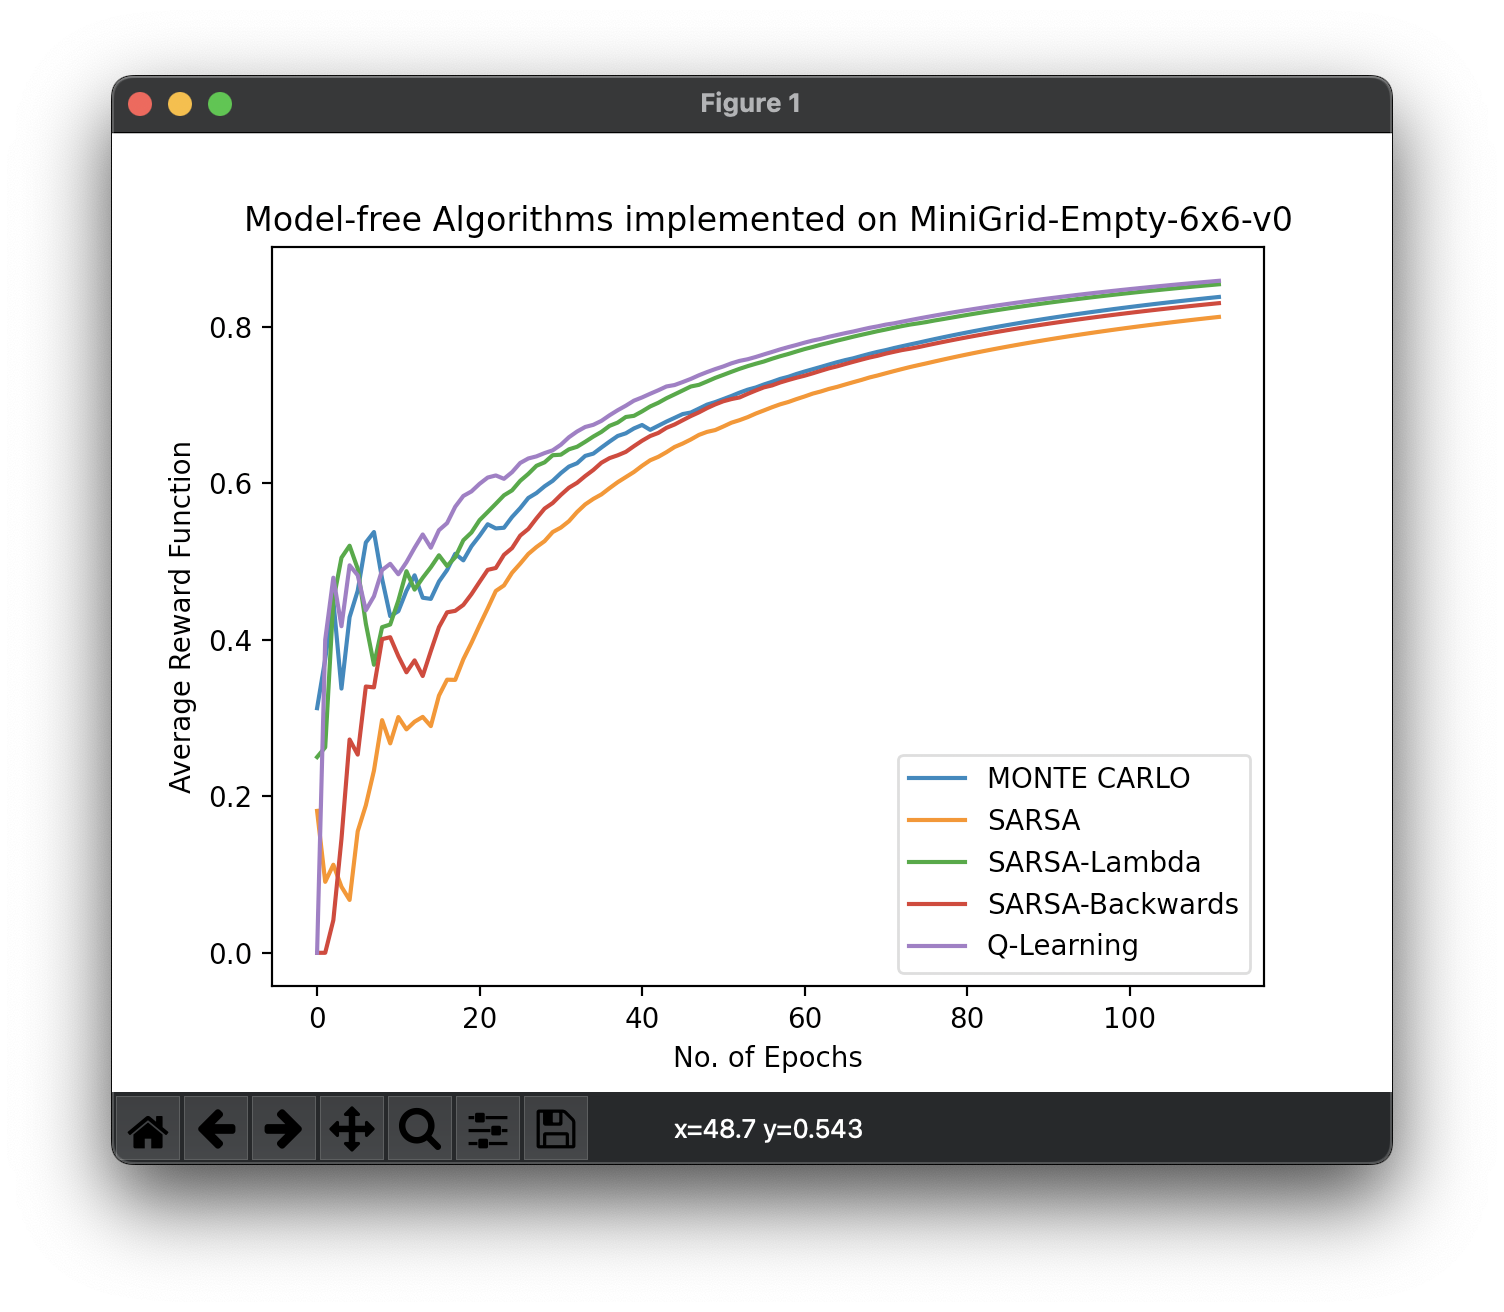 Figure 1
Model-free Algorithms implemented on MiniGrid-Empty-6x6-v0
Average Reward Function
0.8
0.6
0.4
0.2
0.0
MONTE CARLO
SARSA
SARSA-Lambda
SARSA-Backwards
Q-Learning
0 20 40 60 80 100
No. of Epochs
x=48.7 y=0.543